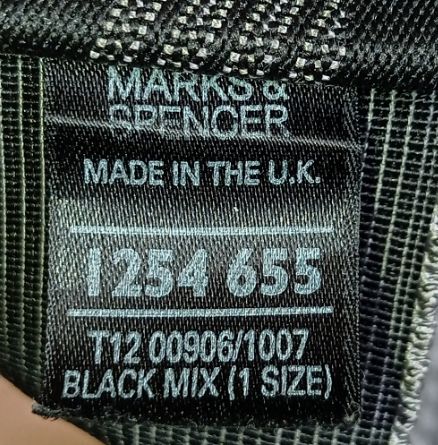 MARKS &
SPENCER
MADE IN THE U.K.
1254 655
T12 00906/1007
BLACK MIX (1 SIZE)